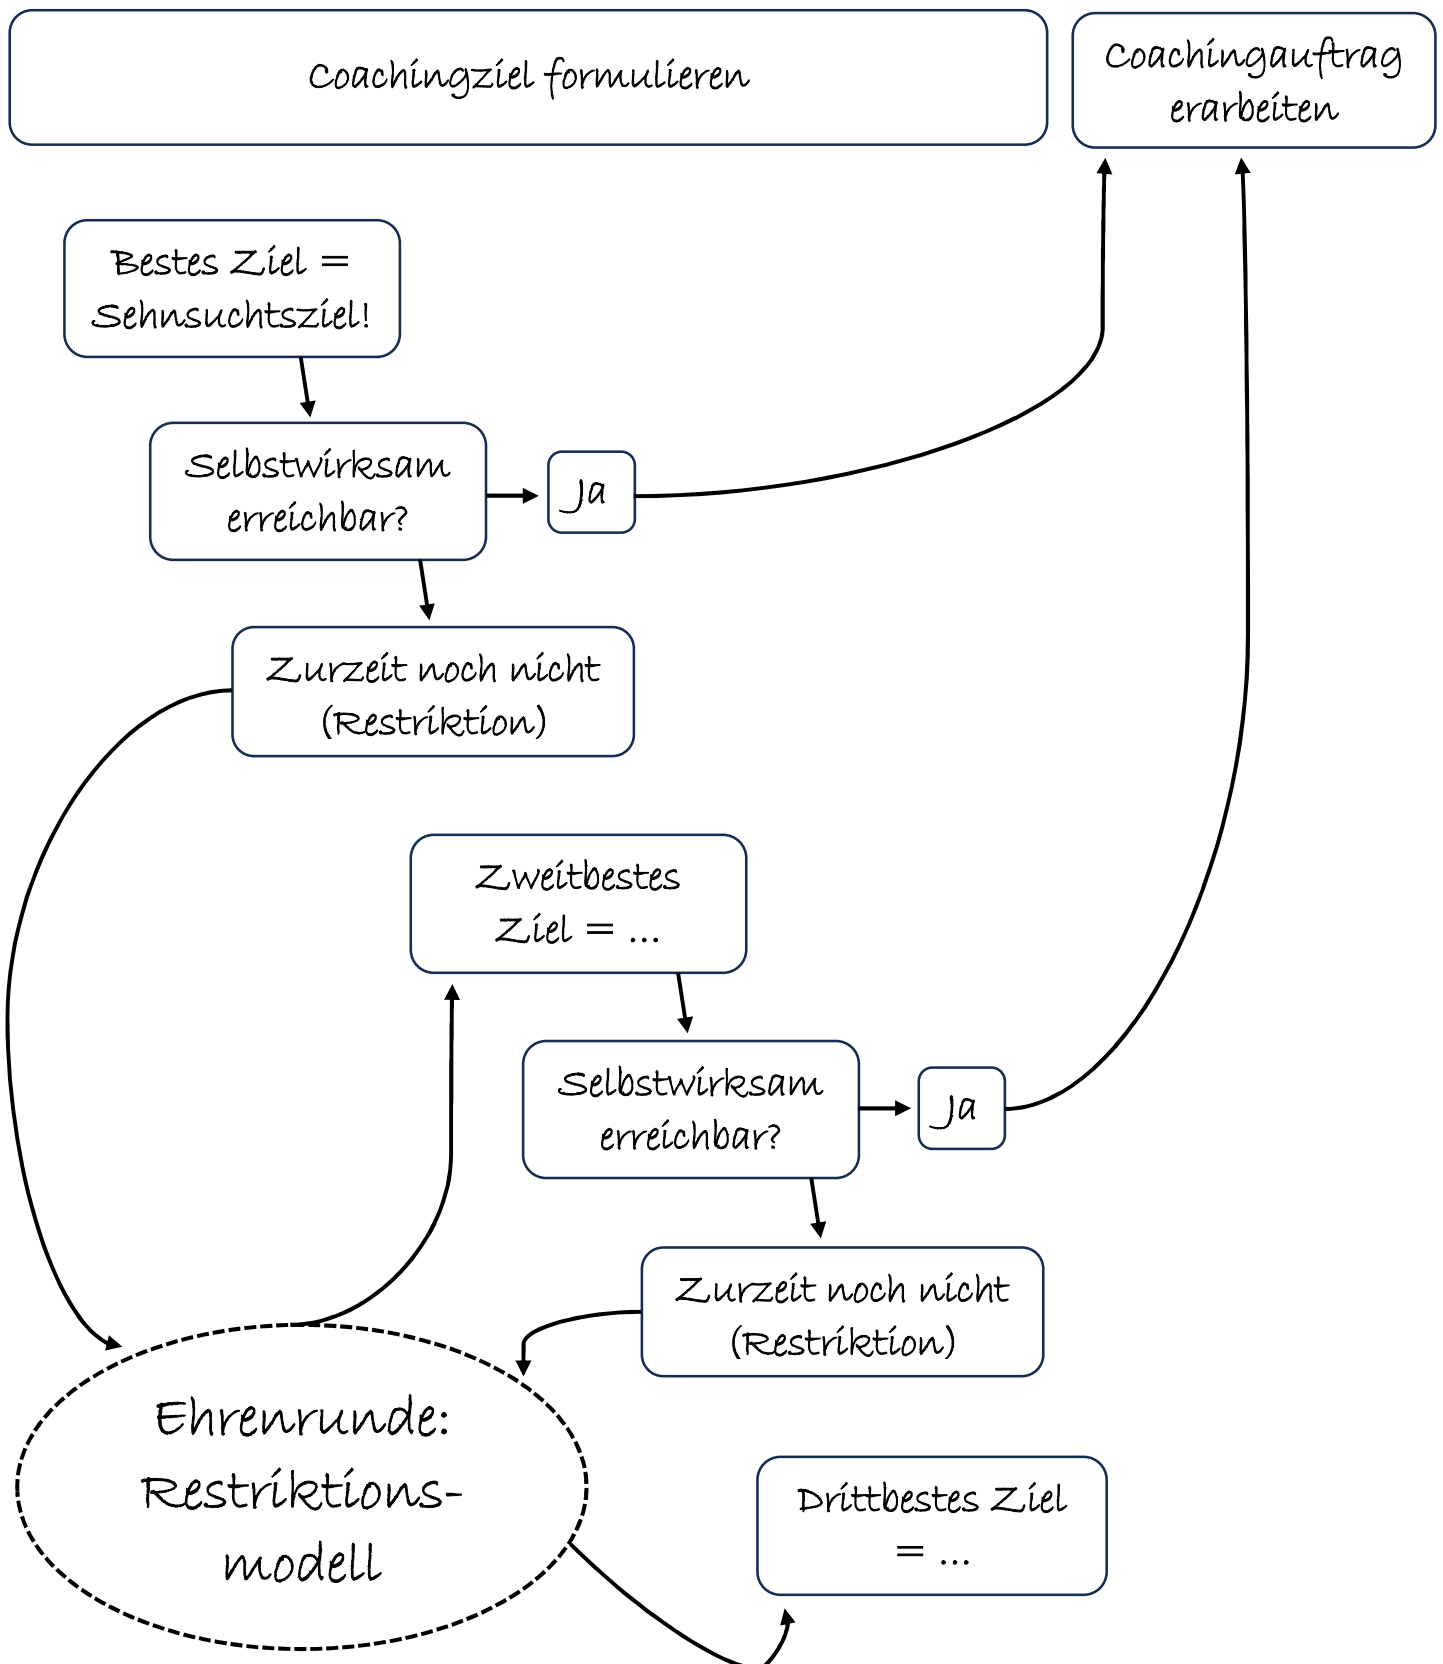 Coachingziel formulieren
Coachingauftrag
erarbeiten
Bestes Ziel =
Sehnsuchtsziel!
Selbstwirksam
erreichbar?
Ja
Zurzeit noch nicht
(Restriktion)
Zweitbestes
Ziel = ...
Selbstwirksam
erreichbar?
Ja
Zurzeit noch nicht
(Restriktion)
Ehrenrunde:
Restriktions-
modell
Drittbestes Ziel
= ...